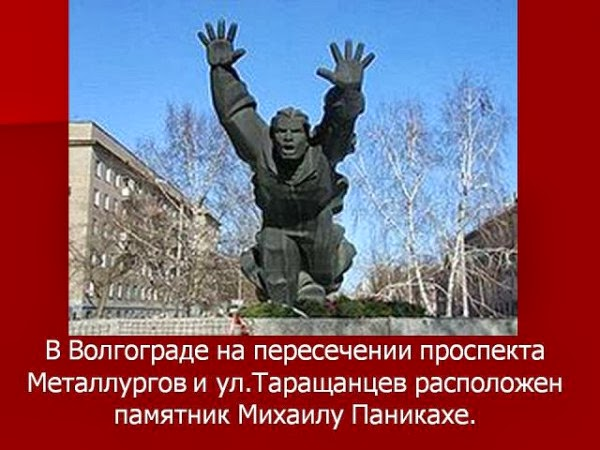 В Волгограде на пересечении проспекта
Металлургов и ул.Таращанцев расположен
памятник Михаилу Паникахе.